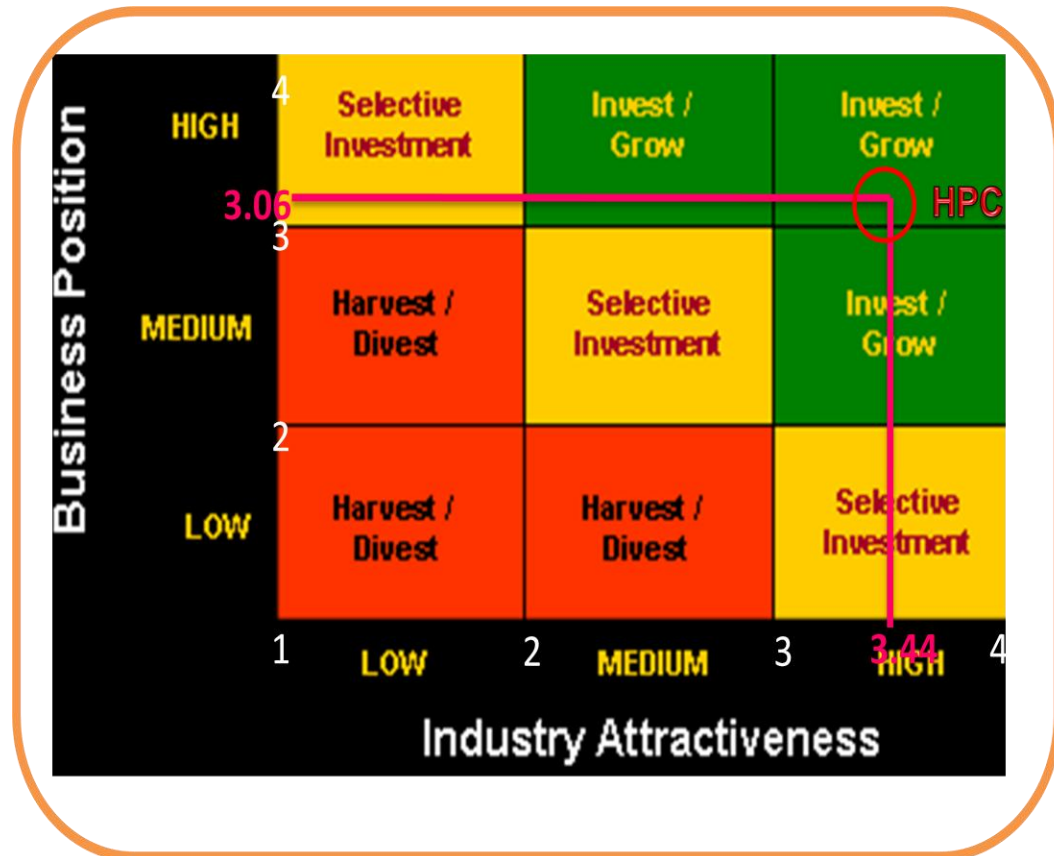 Business Position
4
HIGH
Selective
Investment
Invest /
Grow
Invest /
Grow
3.06
HPC
3
MEDIUM
Harvest /
Divest
Selective
Investment
Invest /
Grow
2
LOW
Harvest /
Divest
Harvest /
Divest
Selective
Investment
1
2
3
4
3.44
LOW
MEDIUM
HIGH
Industry Attractiveness